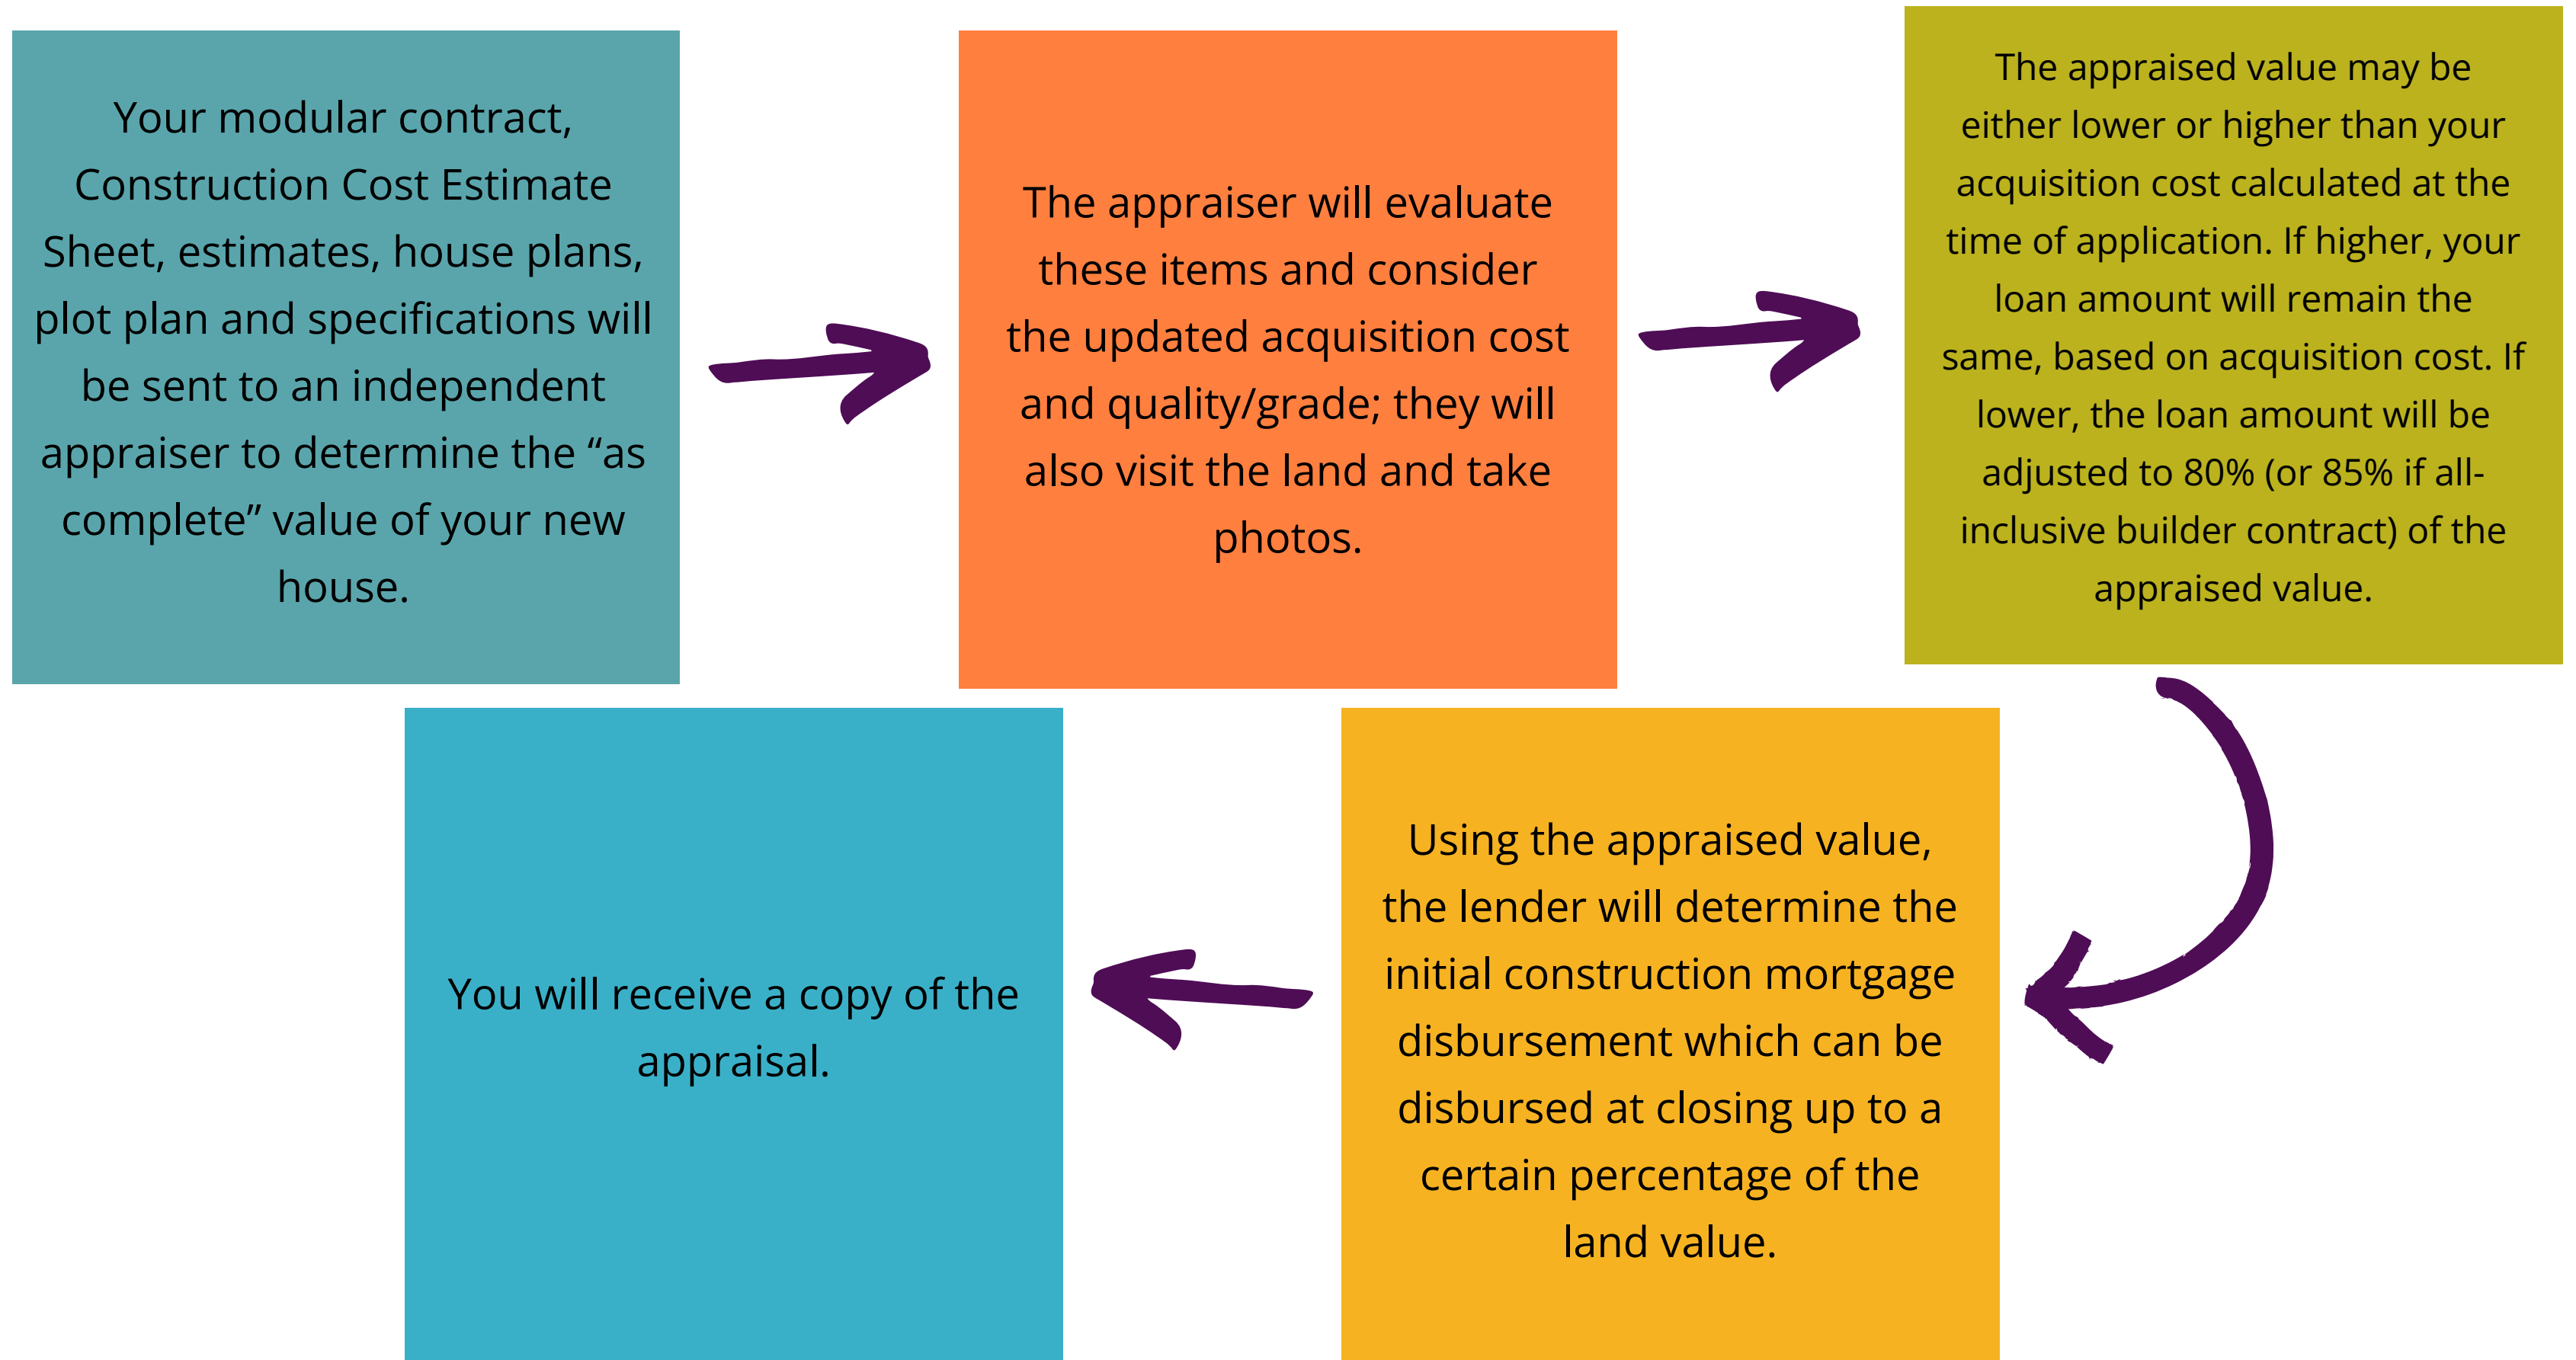 Your modular contract,
Construction Cost Estimate
Sheet, estimates, house plans,
plot plan and specifications will
be sent to an independent
appraiser to determine the “as
complete” value of your new
house.
The appraiser will evaluate
these items and consider
the updated acquisition cost
and quality/grade; they will
also visit the land and take
photos.
The appraised value may be
either lower or higher than your
acquisition cost calculated at the
time of application. If higher, your
loan amount will remain the
same, based on acquisition cost. If
lower, the loan amount will be
adjusted to 80% (or 85% if all-
inclusive builder contract) of the
appraised value.
Using the appraised value,
the lender will determine the
initial construction mortgage
disbursement which can be
disbursed at closing up to a
certain percentage of the
land value.
You will receive a copy of the
appraisal.